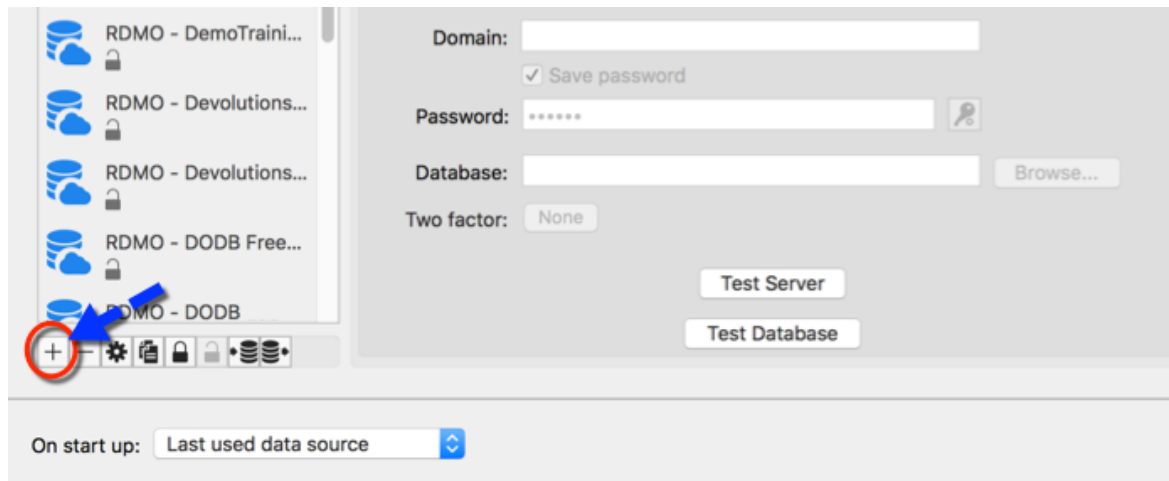 RDMO - DemoTraini...
RDMO - Devolutions...
RDMO - Devolutions...
RDMO - DODB Free...
RDMO - DODB
Domain:
Save password
Password: ••••••
Database:
Browse...
Two factor: None
Test Server
Test Database
On start up: Last used data source